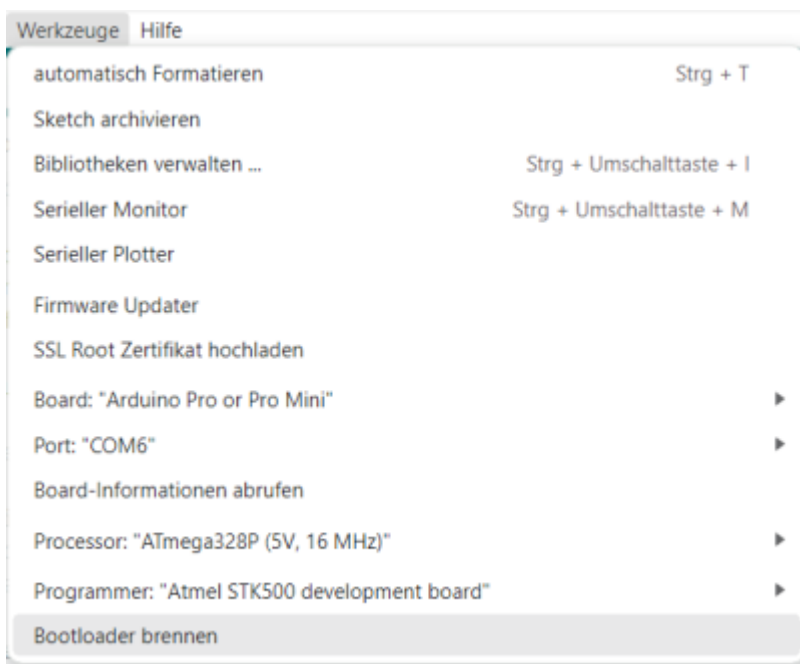 Werkzeuge Hilfe
automatisch Formatieren Strg + T
Sketch archivieren
Bibliotheken verwalten ... Strg + Umschalttaste + I
Serieller Monitor Strg + Umschalttaste + M
Serieller Plotter
Firmware Updater
SSL Root Zertifikat hochladen
Board: "Arduino Pro or Pro Mini"
Port: "COM6"
Board-Informationen abrufen
Processor: "ATmega328P (5V, 16 MHz)"
Programmer: "Atmel STK500 development board"
Bootloader brennen